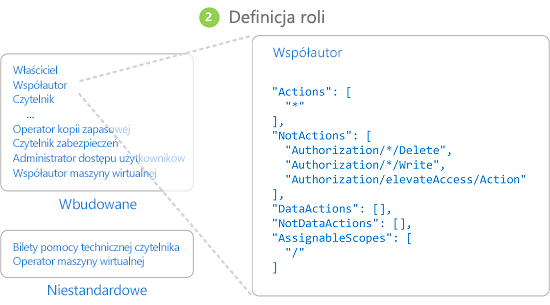 2 Definicja roli
Właściciel
Współautor
Czytelnik
...
Operator kopii zapasowej
Czytelnik zabezpieczeń
Administrator dostępu użytkowników
Współautor maszyny wirtualnej
Wbudowane
Bilety pomocy technicznej czytelnika
Operator maszyny wirtualnej
Niestandardowe
Współautor
"Actions": [
"*"
],
"NotActions": [
"Authorization/*/Delete",
"Authorization/*/Write",
"Authorization/elevateAccess/Action"
],
"DataActions": [],
"NotDataActions": [],
"AssignableScopes": [
"/"
]